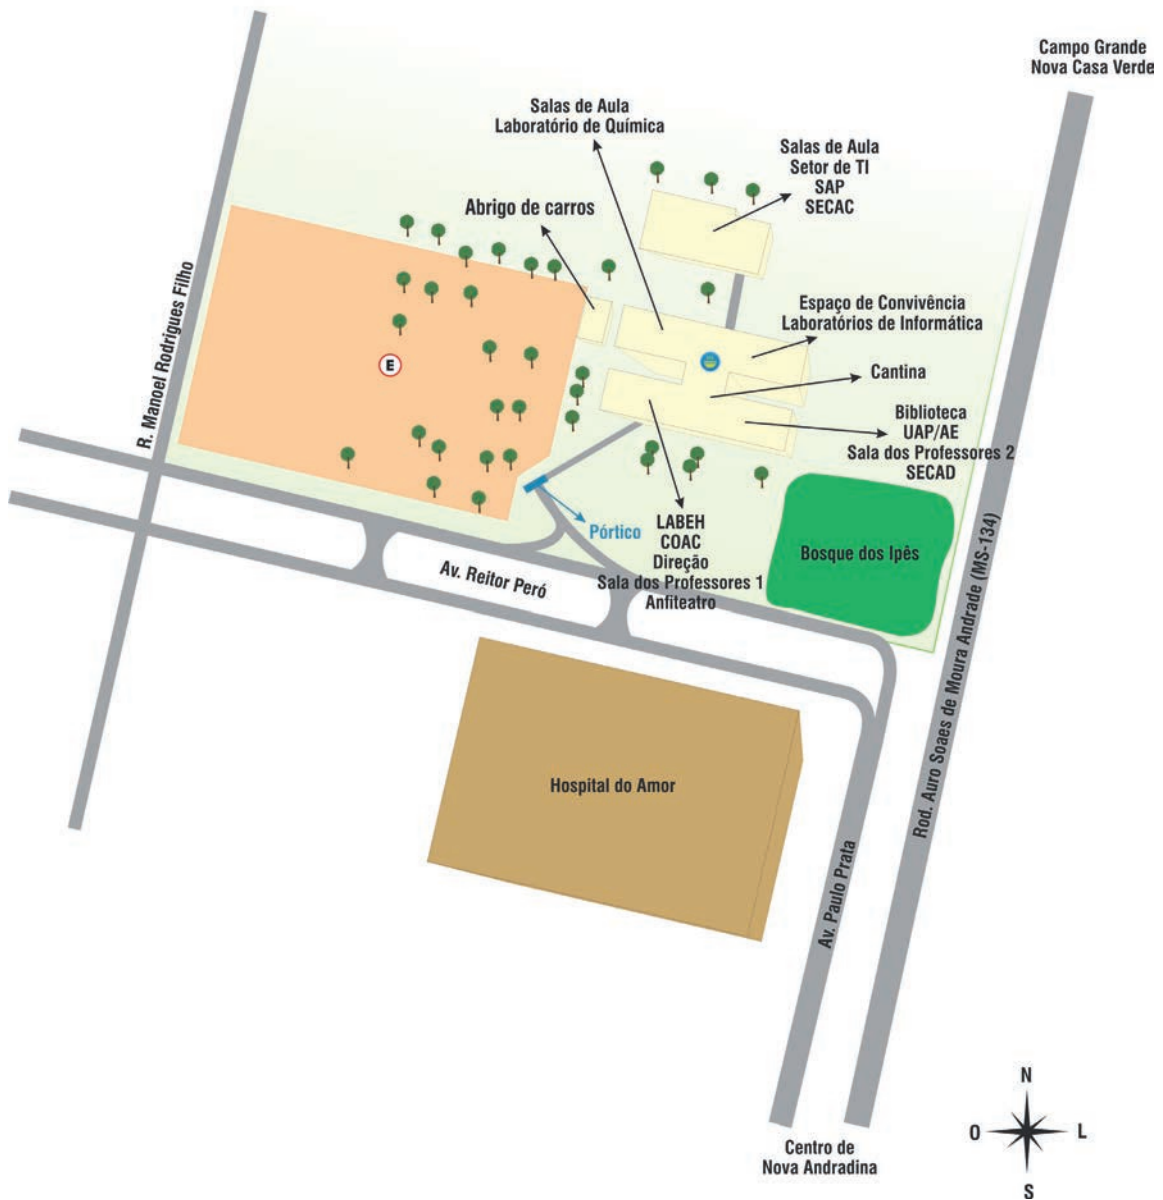 Campo Grande
Nova Casa Verde
Salas de Aula
Laboratório de Química
Salas de Aula
Setor de TI
SAP
SECAC
Abrigo de carros
R. Manoel Rodrigues Filho
Espaço de Convivência
Laboratórios de Informática
E
Cantina
Biblioteca
UAP/AE
Sala dos Professores 2
SECAD
Pórtico
LABEH
COAC
Direção
Sala dos Professores 1
Anfiteatro
Bosque dos Ipês
Av. Reitor Peró
Rod. Auro Soaes de Moura Andrade (MS-134)
Hospital do Amor
Av. Paulo Prata
Centro de
Nova Andradina
N
O
L
S